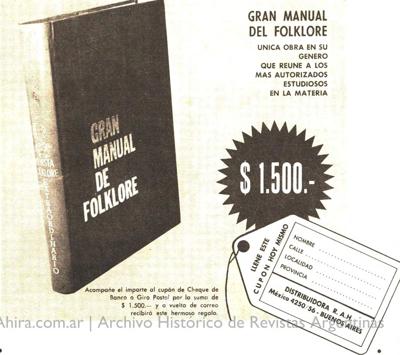 GRAN MANUAL
DEL FOLKLORE
UNICA OBRA EN SU
GENERO
QUE REUNE A LOS
MAS AUTORIZADOS
ESTUDIOSOS
EN LA MATERIA
GRAN
MANUAL
DE
FOLKLORE
EXTRAORDINARIO
$ 1.500.-
LLENE ESTE
CUPON HOY MISMO
NOMBRE
CALLE
LOCALIDAD
PROVINCIA
DISTRIBUIDORA R. A. H.
México 4250/56 - BUENOS AIRES
Acompañe el importe al cupón de Cheque de
Banco o Giro Postal por la suma de
$ 1.500.— y a vuelta de correo
recibirá este hermoso regalo.
Ahira.com.ar | Archivo Histórico de Revistas Argentinas